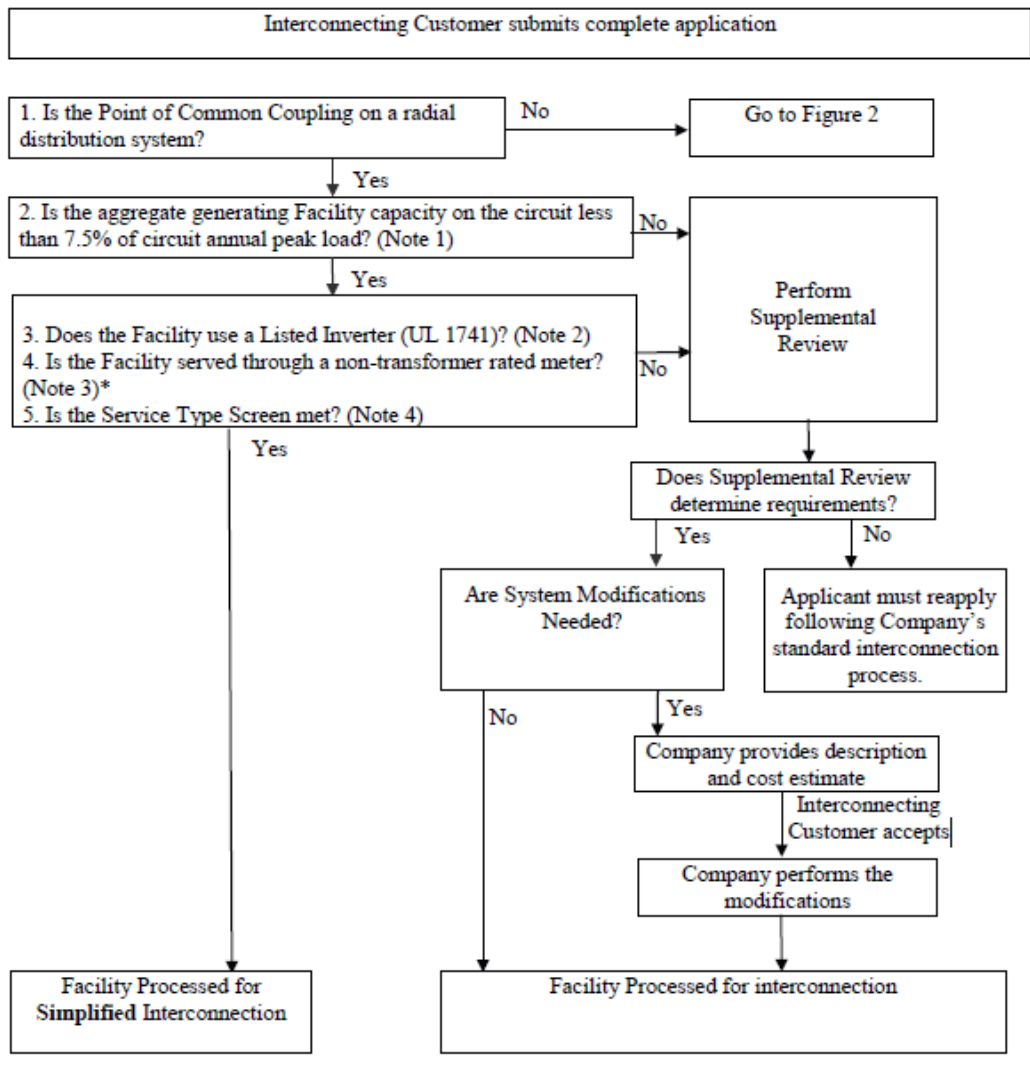 Interconnecting Customer submits complete application
1. Is the Point of Common Coupling on a radial
distribution system?
No
Go to Figure 2
Yes
2. Is the aggregate generating Facility capacity on the circuit less
than 7.5% of circuit annual peak load? (Note 1)
No
Yes
Perform
Supplemental
Review
3. Does the Facility use a Listed Inverter (UL 1741)? (Note 2)
4. Is the Facility served through a non-transformer rated meter?
(Note 3)*
5. Is the Service Type Screen met? (Note 4)
No
Yes
Does Supplemental Review
determine requirements?
Yes
No
Are System Modifications
Needed?
Applicant must reapply
following Company’s
standard interconnection
process.
No
Yes
Company provides description
and cost estimate
Interconnecting
Customer accepts
Company performs the
modifications
Facility Processed for
Simplified Interconnection
Facility Processed for interconnection